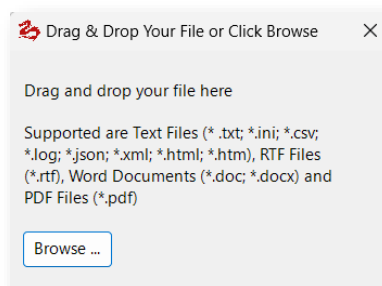 Drag & Drop Your File or Click Browse
Drag and drop your file here
Supported are Text Files (* .txt; *.ini; *.csv;
*.log; *.json; *.xml; *.html; *.htm), RTF Files
(*.rtf), Word Documents (*.doc; *.docx) and
PDF Files (*.pdf)
Browse ...